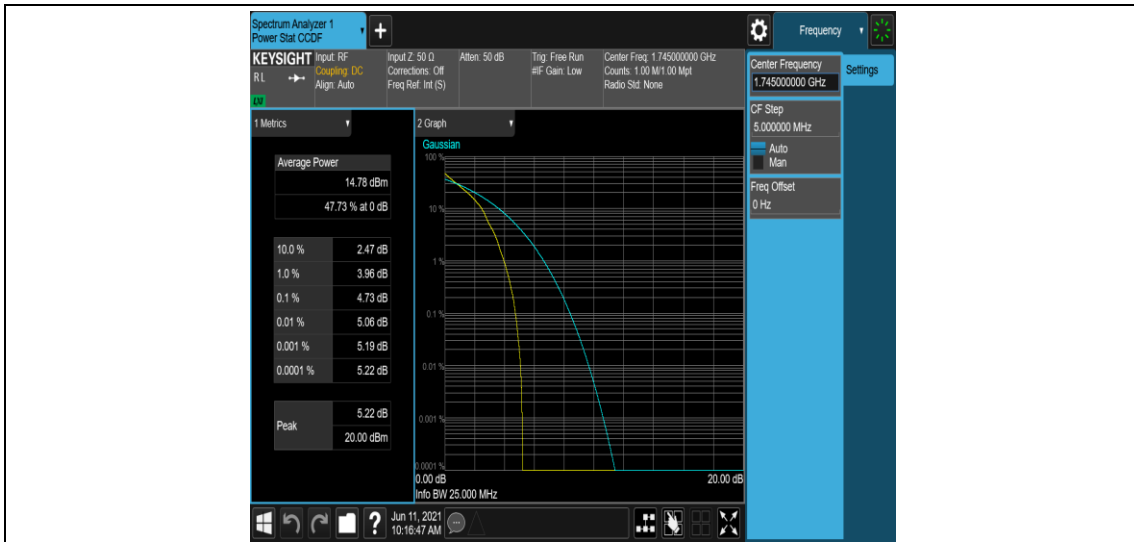 Spectrum Analyzer 1
Power Stat CCDF
+
Frequency
KEYSIGHT
Input: RF
Coupling: DC
Align: Auto
Input Z: 50 Ω
Corrections: Off
Freq Ref: Int (S)
Atten: 50 dB
Trig: Free Run
#IF Gain: Low
Center Freq: 1.745000000 GHz
Counts: 1.00 M/1.00 Mpt
Radio Std: None
R L
LXI
Center Frequency
1.745000000 GHz
Settings
CF Step
5.000000 MHz
Auto
Man
Freq Offset
0 Hz
1 Metrics
Average Power
14.78 dBm
47.73 % at 0 dB
10.0 % 2.47 dB
1.0 % 3.96 dB
0.1 % 4.73 dB
0.01 % 5.06 dB
0.001 % 5.19 dB
0.0001 % 5.22 dB
Peak
5.22 dB
20.00 dBm
2 Graph
Gaussian
100 %
10 %
1 %
0.1 %
0.01 %
0.001 %
0.0001 %
0.00 dB
20.00 dB
Info BW 25.000 MHz
?
Jun 11, 2021
10:16:47 AM